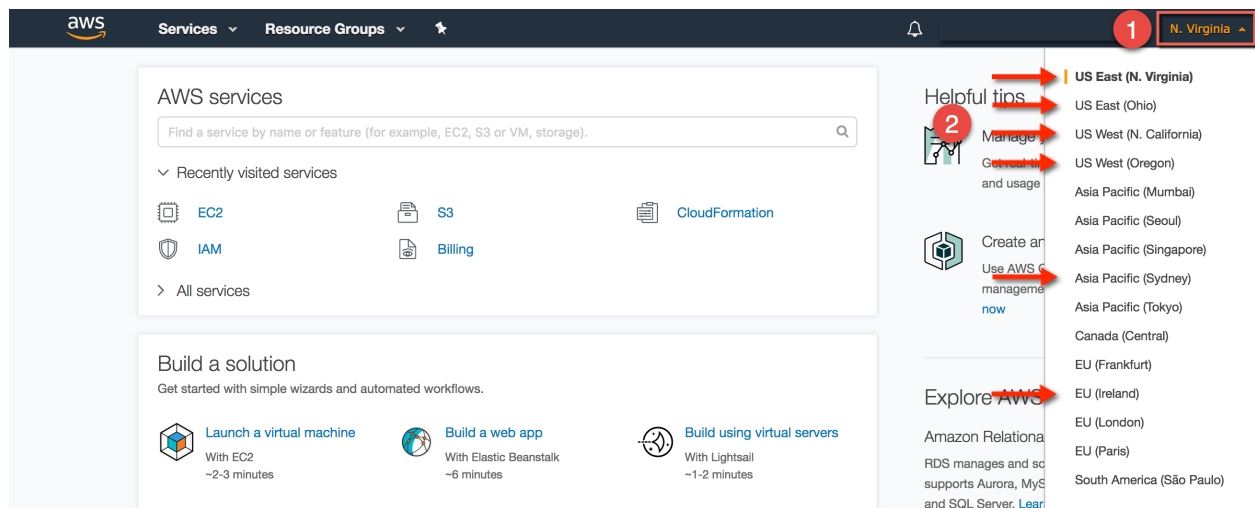 aws
Services
Resource Groups
1
N. Virginia
AWS services
Find a service by name or feature (for example, EC2, S3 or VM, storage).
Recently visited services
EC2
S3
CloudFormation
IAM
Billing
All services
Build a solution
Get started with simple wizards and automated workflows.
Launch a virtual machine
With EC2
~2-3 minutes
Build a web app
With Elastic Beanstalk
~6 minutes
Build using virtual servers
With Lightsail
~1-2 minutes
Helpful tips
2
Manage
and usage
Create an
Use AWS
manageme
now
Explore AWS
Amazon Relationa
RDS manages and sc
supports Aurora, MyS
and SQL Server. Lear
US East (N. Virginia)
US East (Ohio)
US West (N. California)
US West (Oregon)
Asia Pacific (Mumbai)
Asia Pacific (Seoul)
Asia Pacific (Singapore)
Asia Pacific (Sydney)
Asia Pacific (Tokyo)
Canada (Central)
EU (Frankfurt)
EU (Ireland)
EU (London)
EU (Paris)
South America (São Paulo)